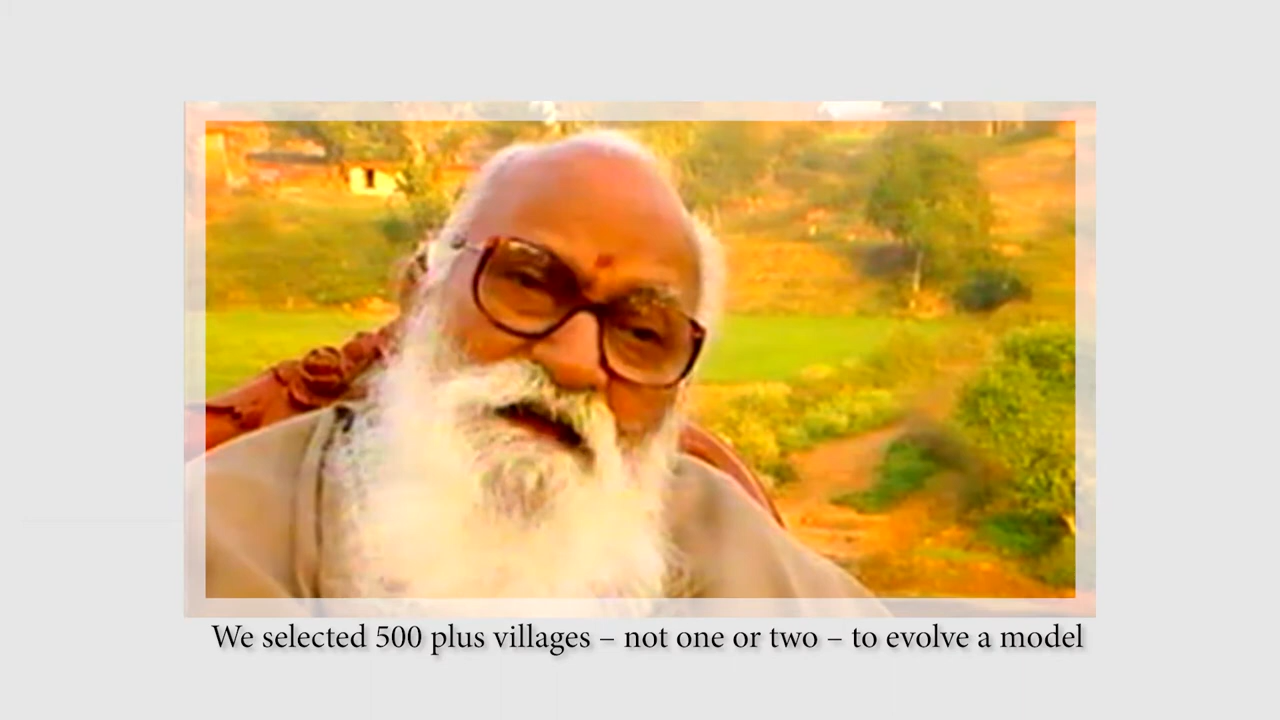 We selected 500 plus villages – not one or two – to evolve a model